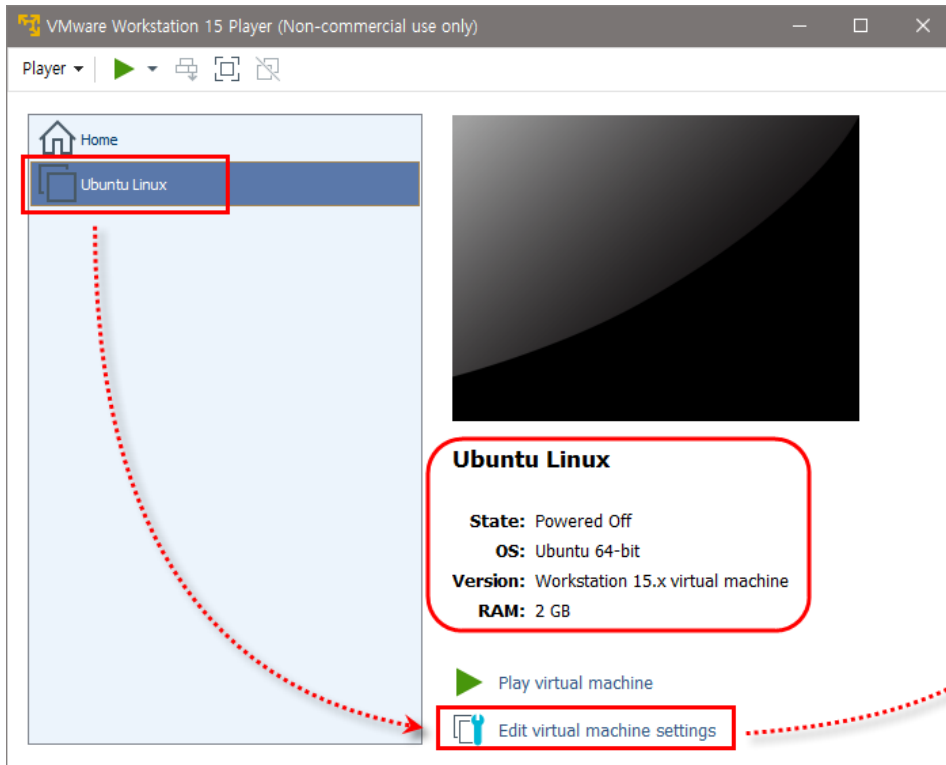 VMware Workstation 15 Player (Non-commercial use only)
Player
Home
Ubuntu Linux
Ubuntu Linux
State: Powered Off
OS: Ubuntu 64-bit
Version: Workstation 15.x virtual machine
RAM: 2 GB
Play virtual machine
Edit virtual machine settings